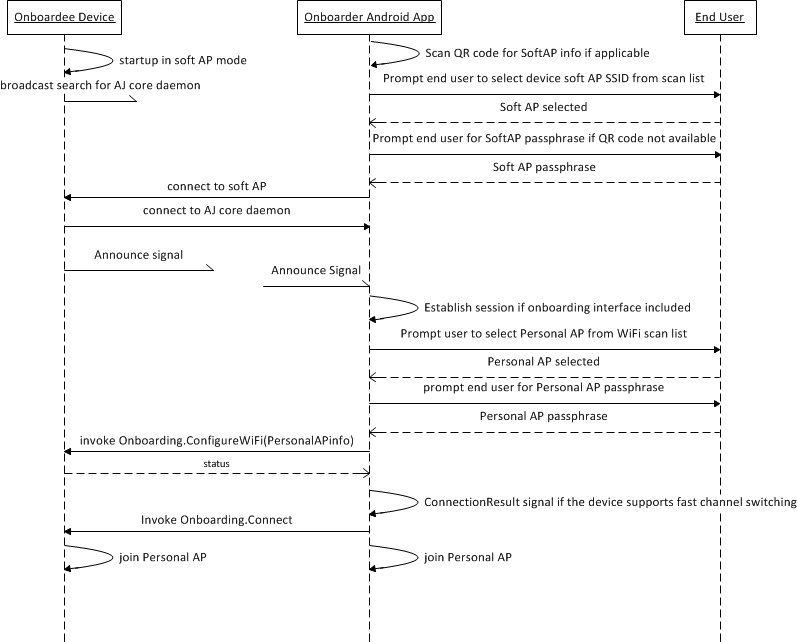 Onboardee Device
Onboarder Android App
End User
startup in soft AP mode
Scan QR code for SoftAP info if applicable
broadcast search for AJ core daemon
Prompt end user to select device soft AP SSID from scan list
Soft AP selected
Prompt end user for SoftAP passphrase if QR code not available
Soft AP passphrase
connect to soft AP
connect to AJ core daemon
Announce signal
Announce Signal
Establish session if onboarding interface included
Prompt user to select Personal AP from WiFi scan list
Personal AP selected
prompt end user for Personal AP passphrase
Personal AP passphrase
invoke Onboarding.ConfigureWiFi(PersonalAPinfo)
status
ConnectionResult signal if the device supports fast channel switching
Invoke Onboarding.Connect
join Personal AP
join Personal AP